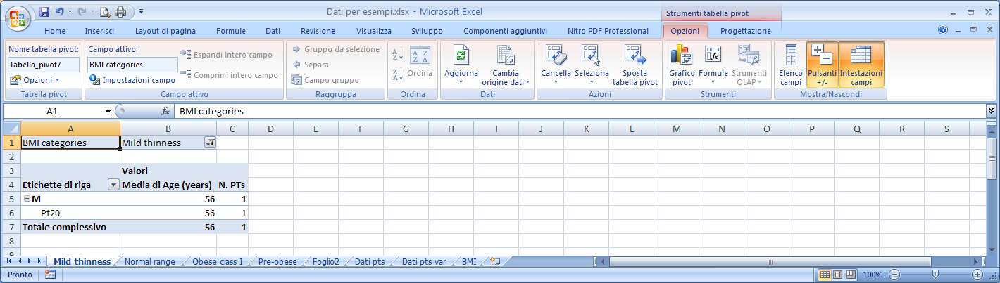 Dati per esempi.xlsx - Microsoft Excel
Strumenti tabella pivot
Home Inserisci Layout di pagina Formule Dati Revisione Visualizza Sviluppo Componenti aggiuntivi Nitro PDF Professional Opzioni Progettazione
Nome tabella pivot:
Tabella_pivot7
Opzioni
Tabella pivot
Campo attivo:
BMI categories
Impostazioni campo
Espandi intero campo
Comprimi intero campo
Campo attivo
Gruppo da selezione
Separa
Campo gruppo
Raggruppa
Ordina
Ordina
Aggiorna
Cambia
origine dati
Dati
Cancella
Seleziona
Sposta
tabella pivot
Azioni
Grafico
pivot
Formule
Strumenti
OLAP
Strumenti
Elenco
campi
Pulsanti
+/-
Intestazioni
campi
Mostra/Nascondi
A1 fx BMI categories
A B C D E F G H I J K L M N O P Q R S
1 BMI categories Mild thinness
2
3 Valori
4 Etichette di riga Media di Age (years) N. PTs
5 M 56 1
6 Pt20 56 1
7 Totale complessivo 56 1
8
9
Mild thinness Normal range Obese class I Pre-obese Foglio2 Dati pts Dati pts var BMI
Pronto 100%